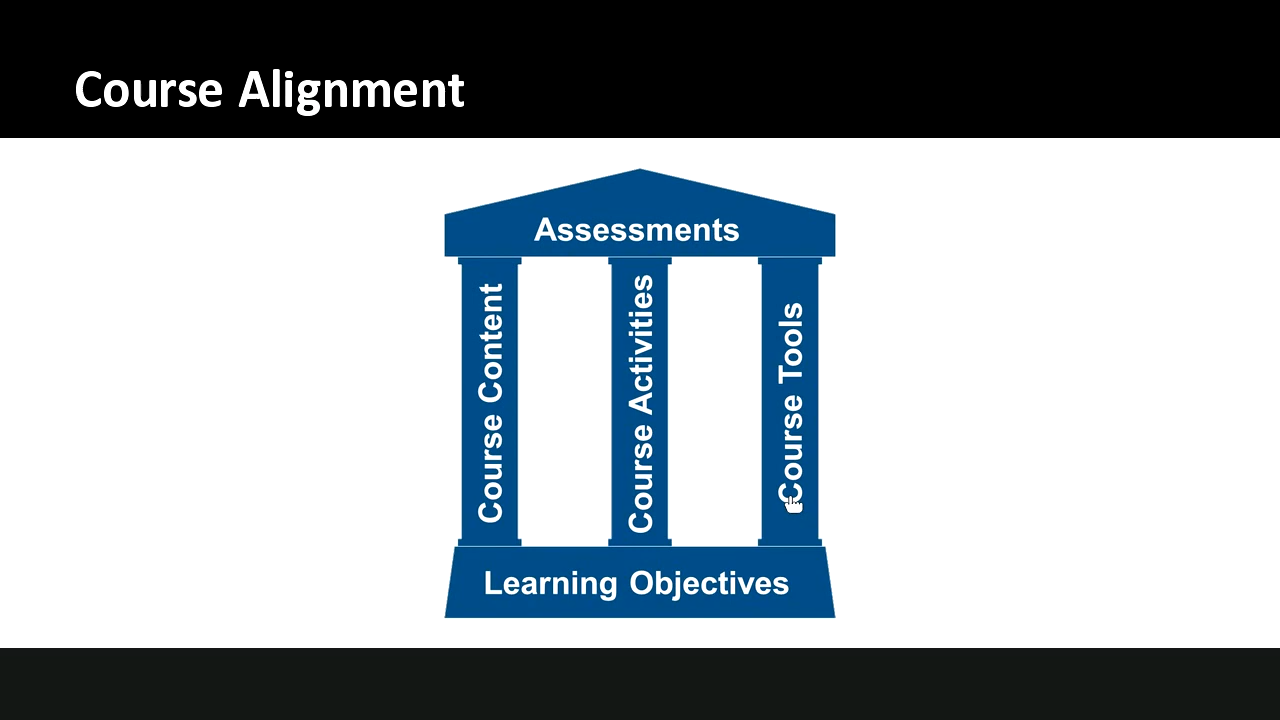 Course Alignment
Assessments
Course Content
Course Activities
Course Tools
Learning Objectives